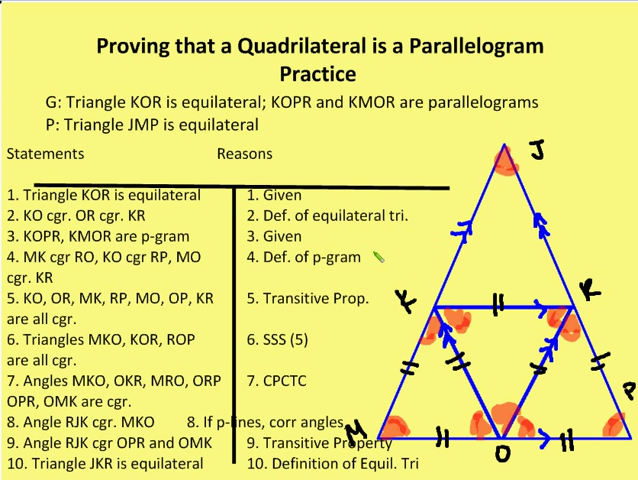 Proving that a Quadrilateral is a Parallelogram
Practice
G: Triangle KOR is equilateral; KOPR and KMOR are parallelograms
P: Triangle JMP is equilateral
Statements Reasons
1. Triangle KOR is equilateral 1. Given
2. KO cgr. OR cgr. KR 2. Def. of equilateral tri.
3. KOPR, KMOR are p-gram 3. Given
4. MK cgr RO, KO cgr RP, MO 4. Def. of p-gram
cgr. KR
5. KO, OR, MK, RP, MO, OP, KR 5. Transitive Prop.
are all cgr.
6. Triangles MKO, KOR, ROP 6. SSS (5)
are all cgr.
7. Angles MKO, OKR, MRO, ORP 7. CPCTC
OPR, OMK are cgr.
8. Angle RJK cgr. MKO 8. If p-lines, corr angles
9. Angle RJK cgr OPR and OMK 9. Transitive Property
10. Triangle JKR is equilateral 10. Definition of Equil. Tri
J
K
R
M
O
P